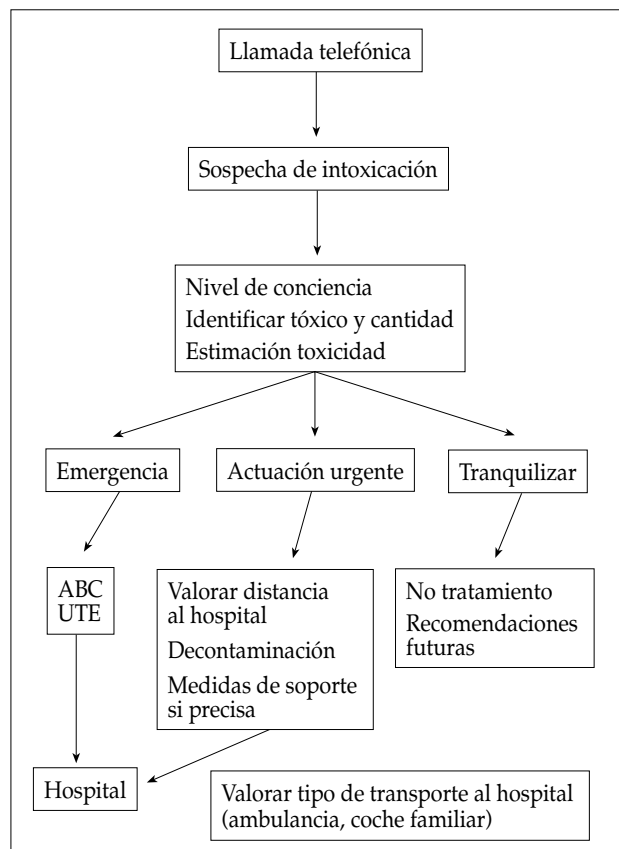 Llamada telefónica
Sospecha de intoxicación
Nivel de conciencia
Identificar tóxico y cantidad
Estimación toxicidad
Emergencia
Actuación urgente
Tranquilizar
ABC
UTE
Valorar distancia
al hospital
Decontaminación
Medidas de soporte
si precisa
No tratamiento
Recomendaciones
futuras
Hospital
Valorar tipo de transporte al hospital
(ambulancia, coche familiar)